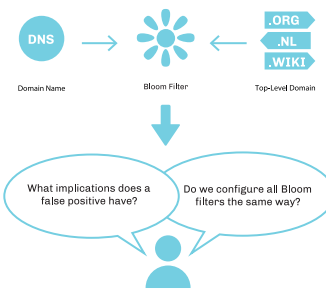 DNS
.ORG
.NL
.WIKI
Domain Name
Bloom Filter
Top-Level Domain
What implications does a
false positive have?
Do we configure all Bloom
filters the same way?